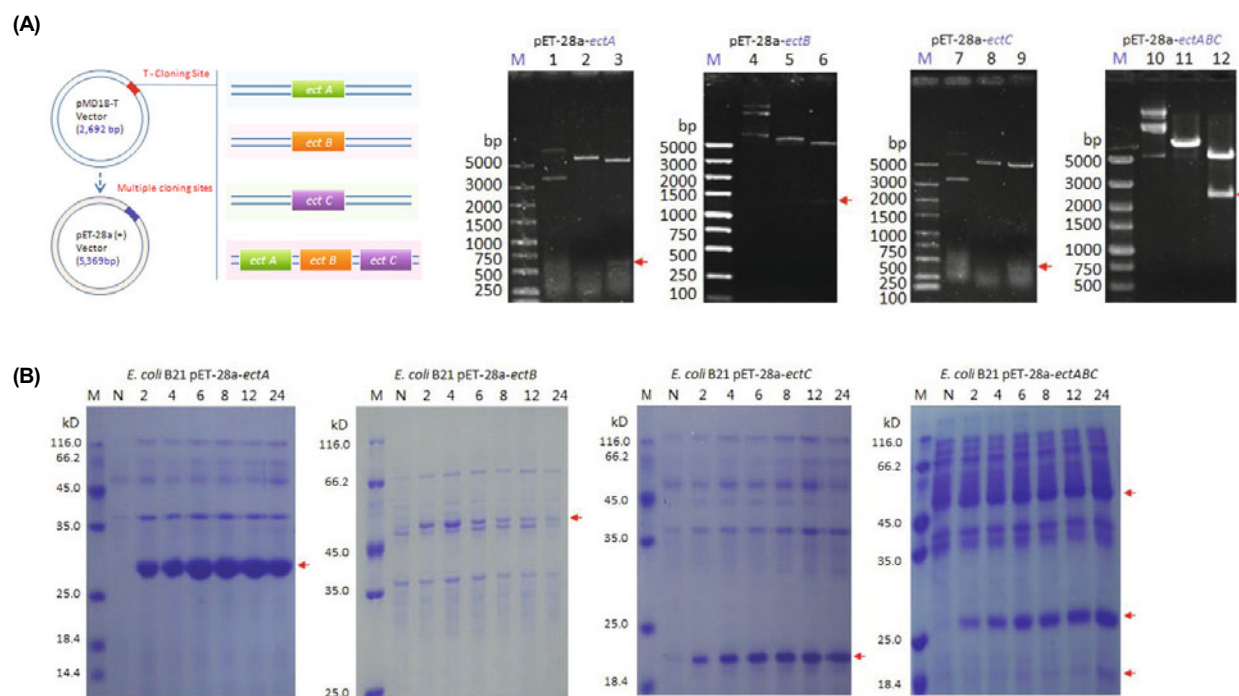 (A)
T - Cloning Site
pMD18-T
Vector
(2,692 bp)
Multiple cloning sites
pET-28a (+)
Vector
(5,369bp)
ect A
ect B
ect C
ect A ect B ect C
pET-28a-ectA
M 1 2 3
bp
5000
3000
2000
1500
1000
750
500
250
pET-28a-ectB
M 4 5 6
bp
5000
3000
2000
1500
1000
750
500
250
100
pET-28a-ectC
M 7 8 9
bp
5000
3000
2000
1500
1000
750
500
250
100
pET-28a-ectABC
M 10 11 12
bp
5000
3000
2000
1500
1000
750
500
(B)
E. coli B21 pET-28a-ectA
M N 2 4 6 8 12 24
kD
116.0
66.2
45.0
35.0
25.0
18.4
14.4
E. coli B21 pET-28a-ectB
M N 2 4 6 8 12 24
kD
116.0
66.2
45.0
35.0
25.0
E. coli B21 pET-28a-ectC
M N 2 4 6 8 12 24
kD
116.0
66.2
45.0
35.0
25.0
18.4
E. coli B21 pET-28a-ectABC
M N 2 4 6 8 12 24
kD
116.0
66.2
45.0
35.0
25.0
18.4